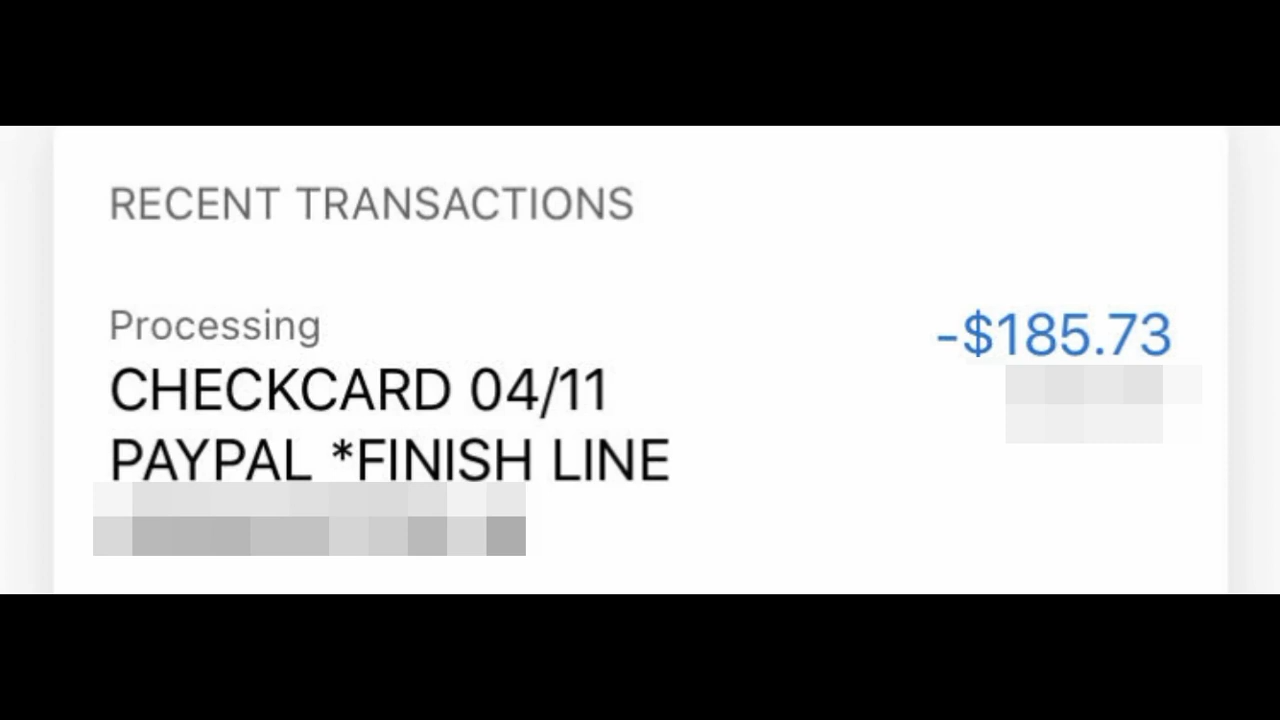 RECENT TRANSACTIONS
Processing
-$185.73
CHECKCARD 04/11
PAYPAL *FINISH LINE